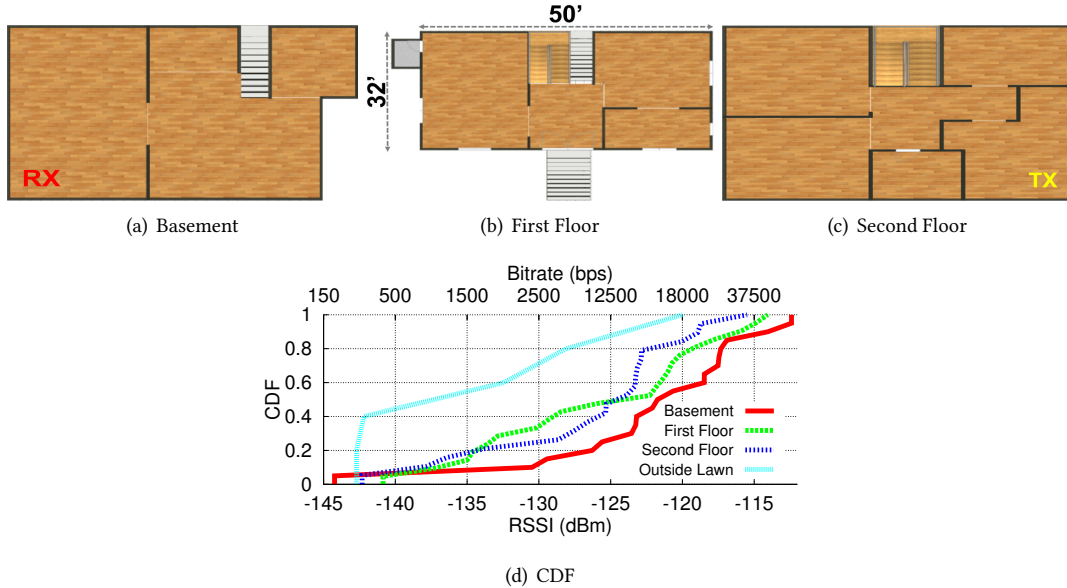 50'
32'
RX
TX
(a) Basement
(b) First Floor
(c) Second Floor
Bitrate (bps)
150 500 1500 2500 12500 18000 37500
1
0.8
0.6
0.4
0.2
0
CDF
Basement
First Floor
Second Floor
Outside Lawn
-145 -140 -135 -130 -125 -120 -115
RSSI (dBm)
(d) CDF